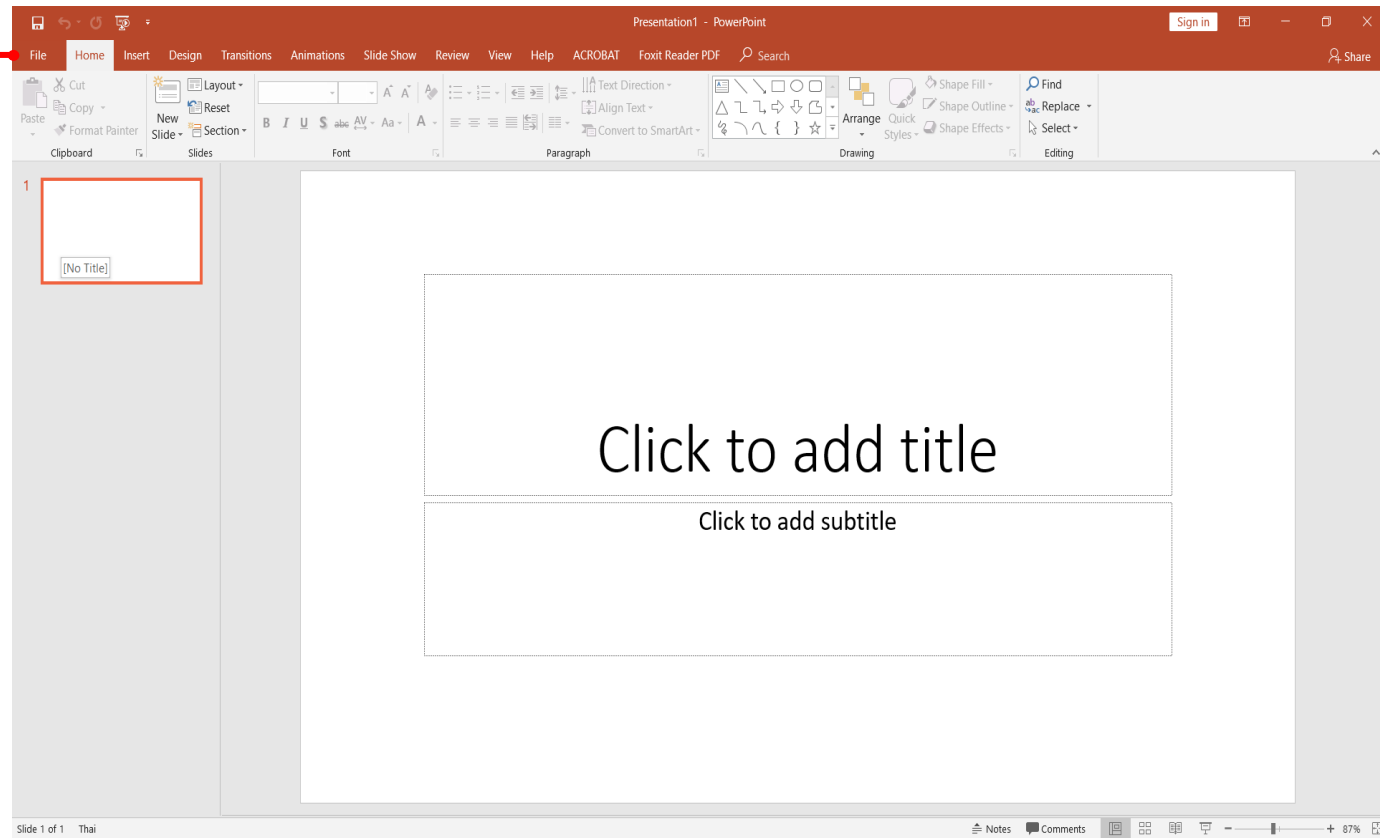 Presentation1 - PowerPoint
Sign in
File Home Insert Design Transitions Animations Slide Show Review View Help ACROBAT Foxit Reader PDF Search
Share
Paste
Cut
Copy
Format Painter
Clipboard
New
Slide
Layout
Reset
Section
Slides
B I U S abc AV Aa A
Font
Text Direction
Align Text
Convert to SmartArt
Paragraph
Arrange
Quick
Styles
Shape Fill
Shape Outline
Shape Effects
Drawing
Find
Replace
Select
Editing
1
[No Title]
Click to add title
Click to add subtitle
Slide 1 of 1 Thai
Notes Comments
87%